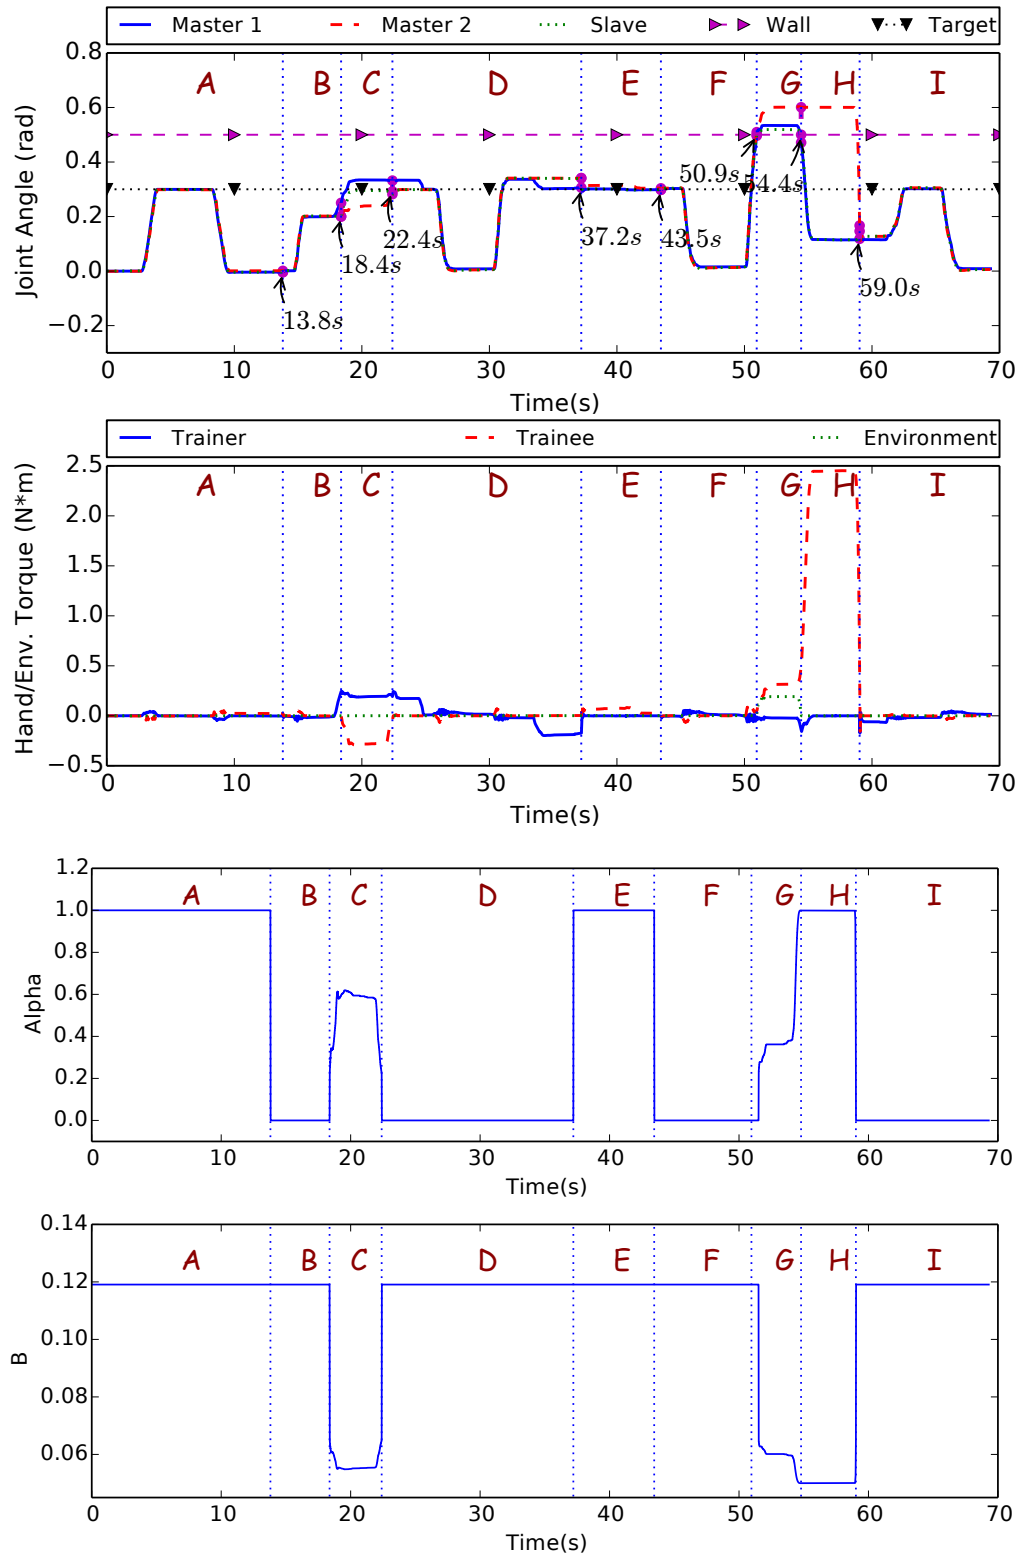 Master 1 Master 2 Slave Wall Target
0.8
0.6
0.4
0.2
0.0
−0.2
Joint Angle (rad)
A B C D E F G H I
50.9s 54.4s
22.4s 37.2s 43.5s
18.4s 59.0s
13.8s
0 10 20 30 40 50 60 70
Time(s)
Trainer Trainee Environment
2.5
2.0
1.5
1.0
0.5
0.0
−0.5
Hand/Env. Torque (N*m)
A B C D E F G H I
0 10 20 30 40 50 60 70
Time(s)
1.2
1.0
0.8
0.6
0.4
0.2
0.0
Alpha
A B C D E F G H I
0 10 20 30 40 50 60 70
Time(s)
0.14
0.12
0.10
0.08
0.06
B
A B C D E F G H I
0 10 20 30 40 50 60 70
Time(s)